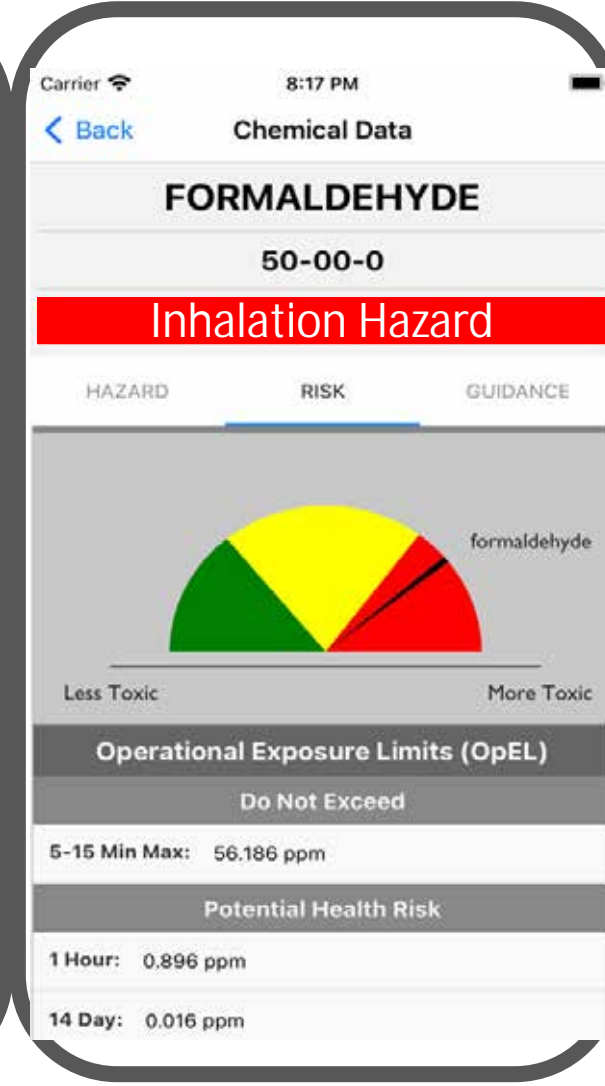 Carrier
8:17 PM
Back
Chemical Data
FORMALDEHYDE
50-00-0
Inhalation Hazard
HAZARD
RISK
GUIDANCE
formaldehyde
Less Toxic
More Toxic
Operational Exposure Limits (OpEL)
Do Not Exceed
5-15 Min Max: 56.186 ppm
Potential Health Risk
1 Hour: 0.896 ppm
14 Day: 0.016 ppm